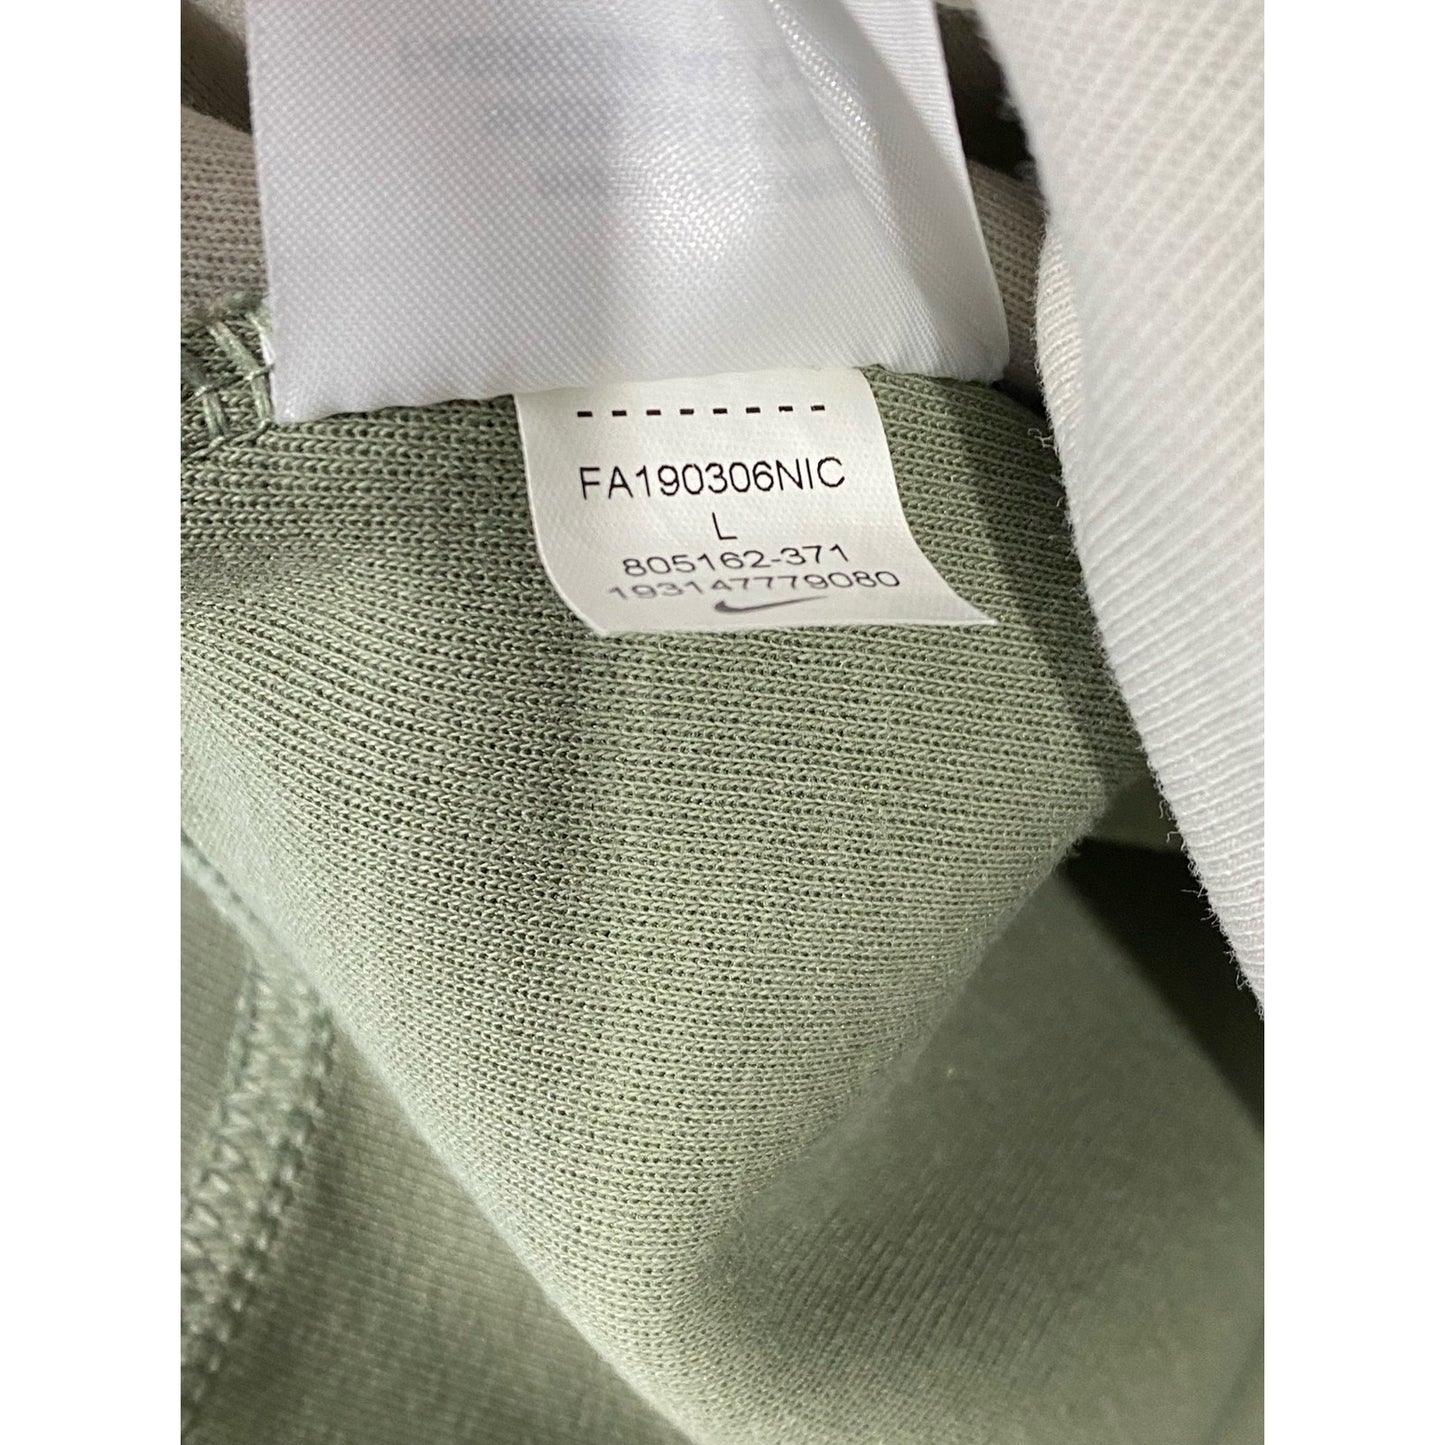 --------
FA190306NIC
L
805162-371
193147779080